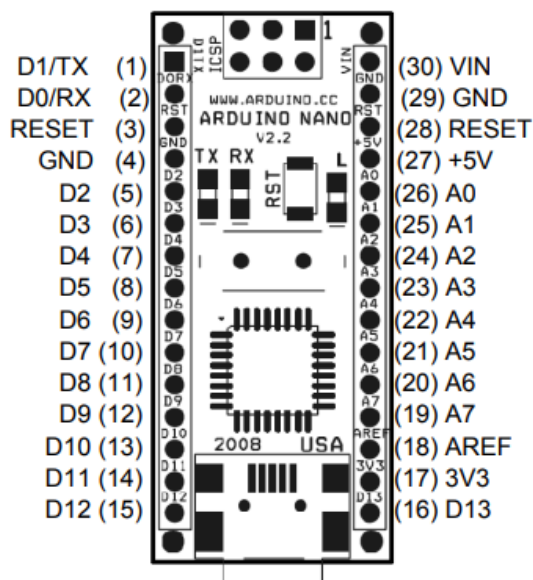 D1TX
ICSP
1
VIN
D1/TX (1)
D0/RX (2)
RESET (3)
GND (4)
D2 (5)
D3 (6)
D4 (7)
D5 (8)
D6 (9)
D7 (10)
D8 (11)
D9 (12)
D10 (13)
D11 (14)
D12 (15)
DORX
RST
GND
D2
D3
D4
D5
D6
D7
D8
D9
D10
D11
D12
WWW.ARDUINO.CC
ARDUINO NANO
V2.2
TX RX
RST
L
2008 USA
GND
RST
+5V
A0
A1
A2
A3
A4
A5
A6
A7
AREF
3V3
D13
(30) VIN
(29) GND
(28) RESET
(27) +5V
(26) A0
(25) A1
(24) A2
(23) A3
(22) A4
(21) A5
(20) A6
(19) A7
(18) AREF
(17) 3V3
(16) D13